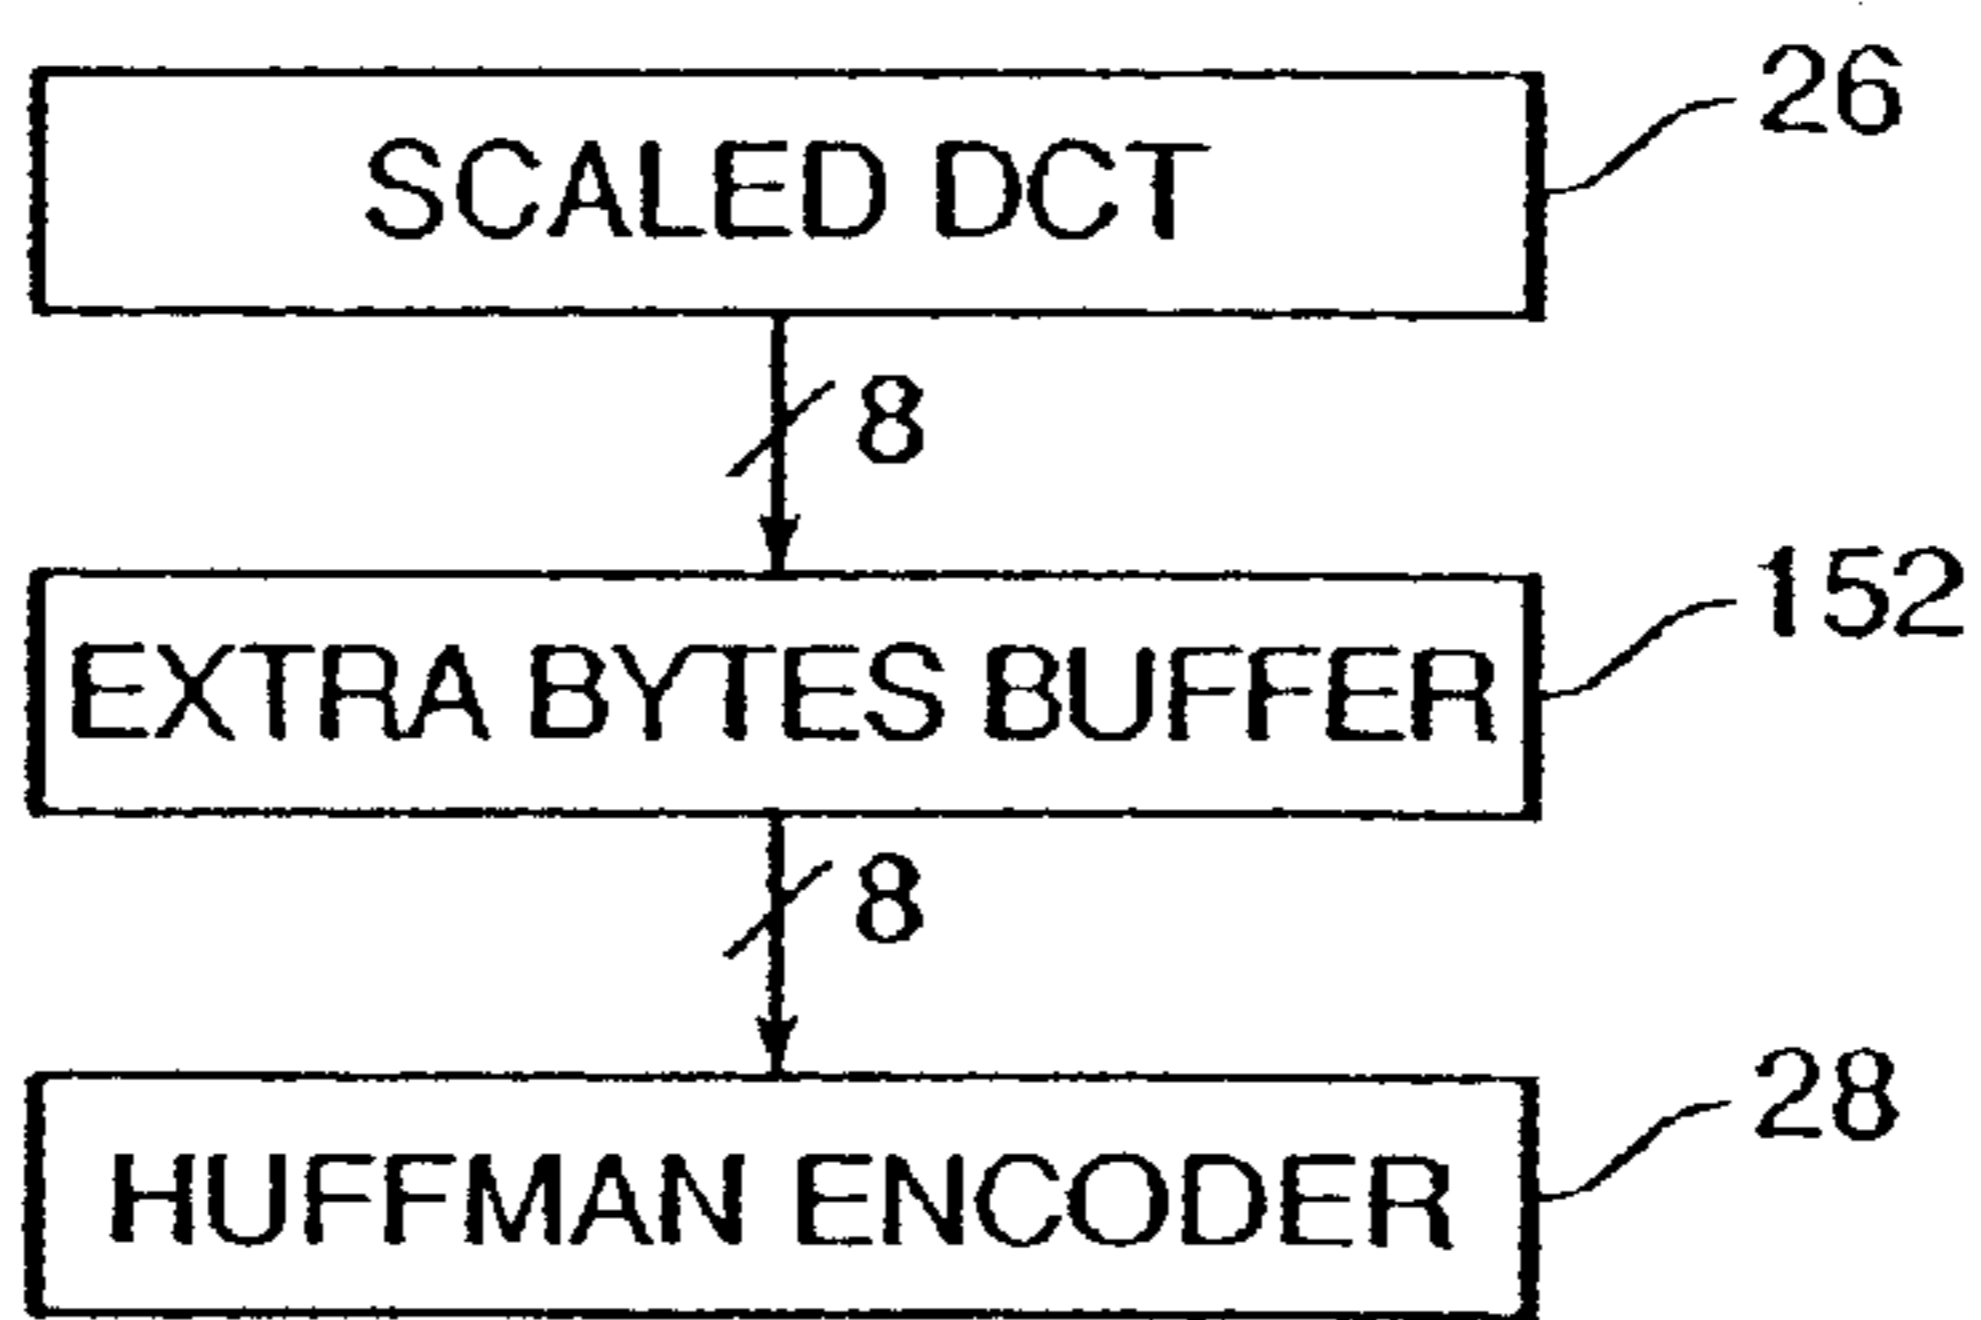 26
SCALED DCT
8
152
EXTRA BYTES BUFFER
8
28
HUFFMAN ENCODER